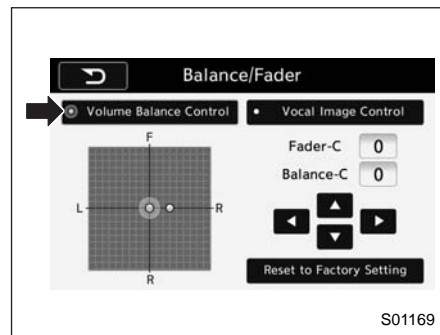 Balance/Fader
Volume Balance Control
Vocal Image Control
F
L
R
R
Fader-C 0
Balance-C 0
Reset to Factory Setting
S01169